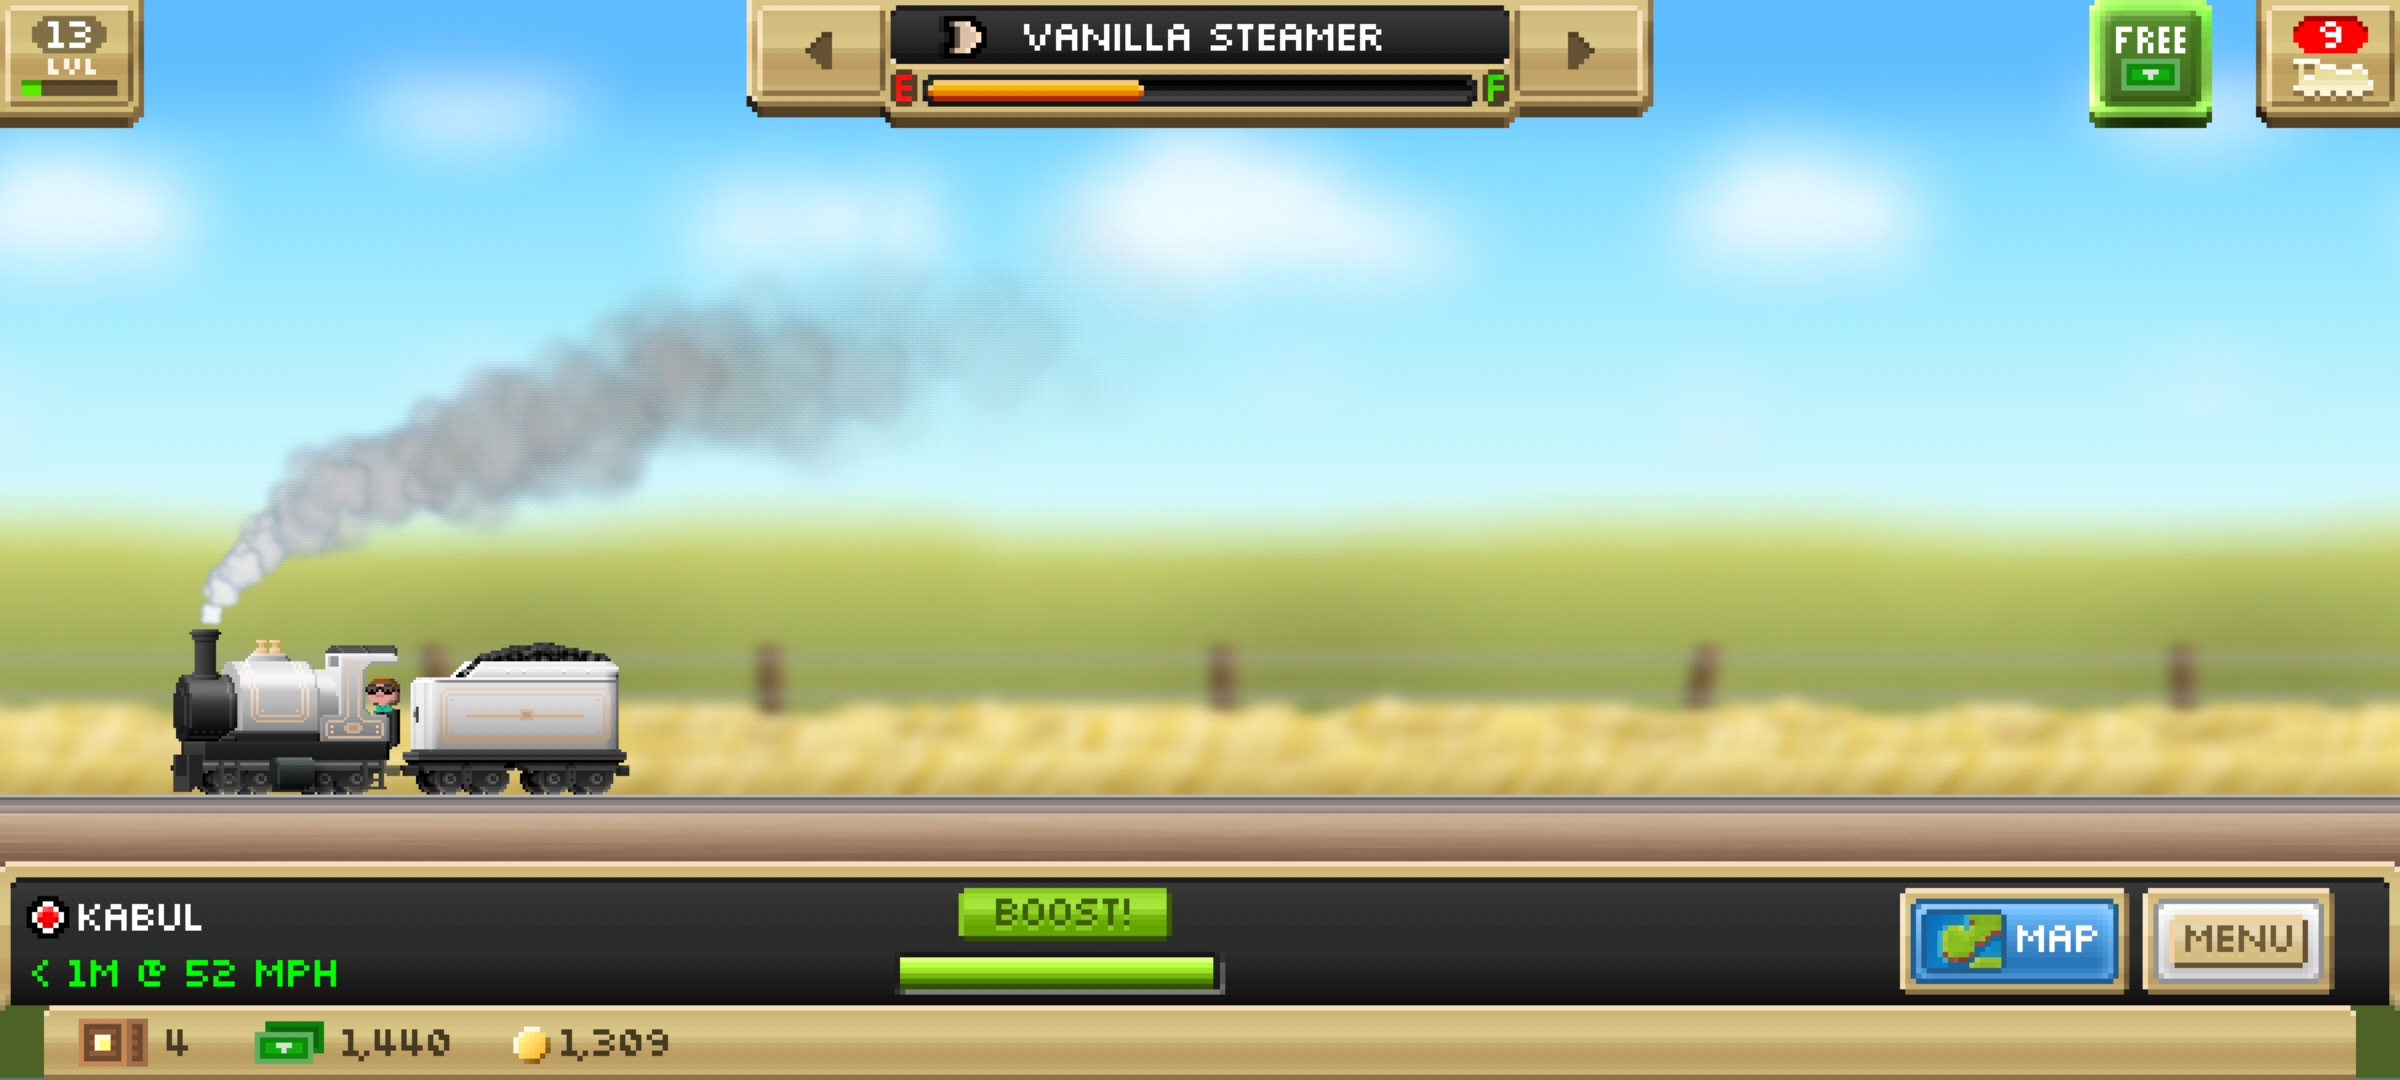 13
LVL
VANILLA STEAMER
E F
FREE
9
KABUL
< 1M @ 52 MPH
BOOST!
MAP
MENU
4 1,440 1,309